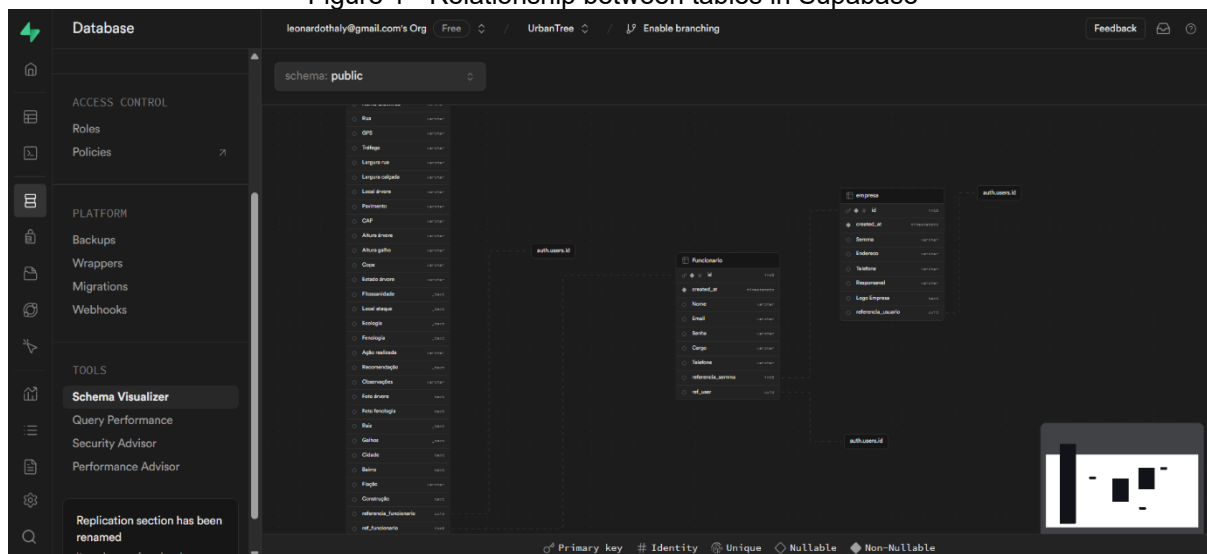 Figure 4 - Relationship between tables in Supabase
Database
leonardothaly@gmail.com's Org Free / UrbanTree / Enable branching
Feedback
schema: public
ACCESS CONTROL
Roles
Policies
PLATFORM
Backups
Wrappers
Migrations
Webhooks
TOOLS
Schema Visualizer
Query Performance
Security Advisor
Performance Advisor
Replication section has been
renamed
Rua
GPS
Tráfego
Largura rua
Largura calçada
Local árvore
Pavimento
CAP
Altura árvore
Altura galho
Copa
Estado árvore
Fitossanidade
Local ataque
Ecologia
Fenologia
Ação realizada
Recomendação
Observações
Foto árvore
Foto fenologia
Raiz
Galhos
Cidade
Bairro
Fiação
Construção
referencia_funcionario
ref_funcionario
auth.users.id
Funcionario
id
created_at
Nome
Email
Senha
Cargo
Telefone
referencia_semma
ref_user
empresa
id
created_at
Semma
Endereco
Telefone
Responsavel
Logo Empresa
referencia_usuario
auth.users.id
auth.users.id
Primary key # Identity Unique Nullable Non-Nullable